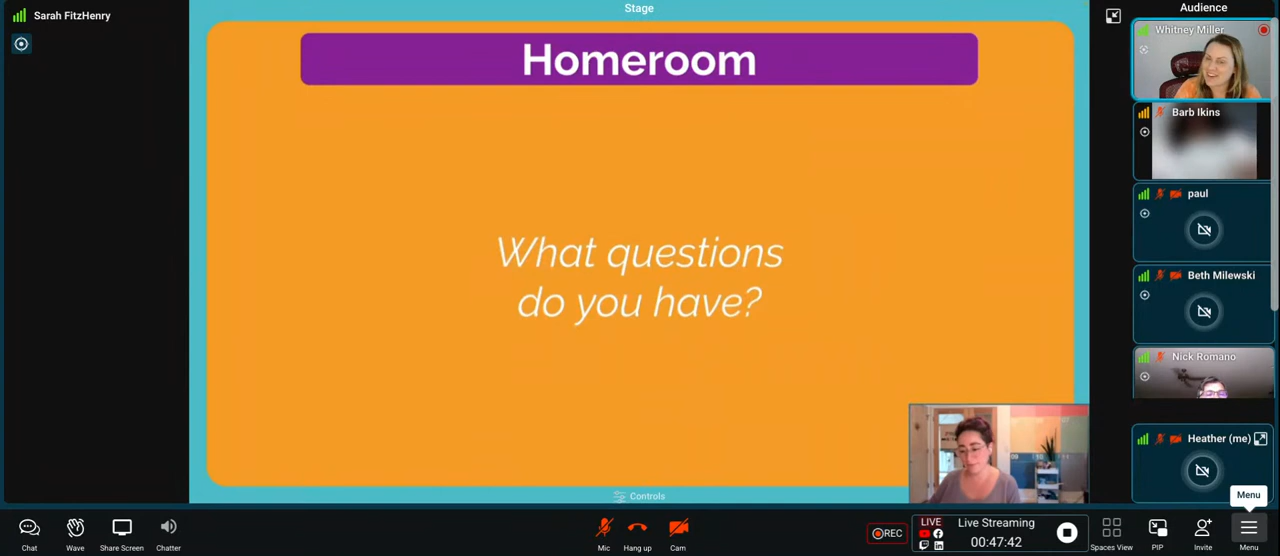 Sarah FitzHenry
Stage
Homeroom
What questions
do you have?
Controls
Audience
Whitney Miller
Barb Ikins
paul
Beth Milewski
Nick Romano
Heather (me)
Menu
Chat
Wave
Share Screen
Chatter
Mic
Hang up
Cam
REC
LIVE
Live Streaming
00:47:42
Spaces View
PIP
Invite
Menu